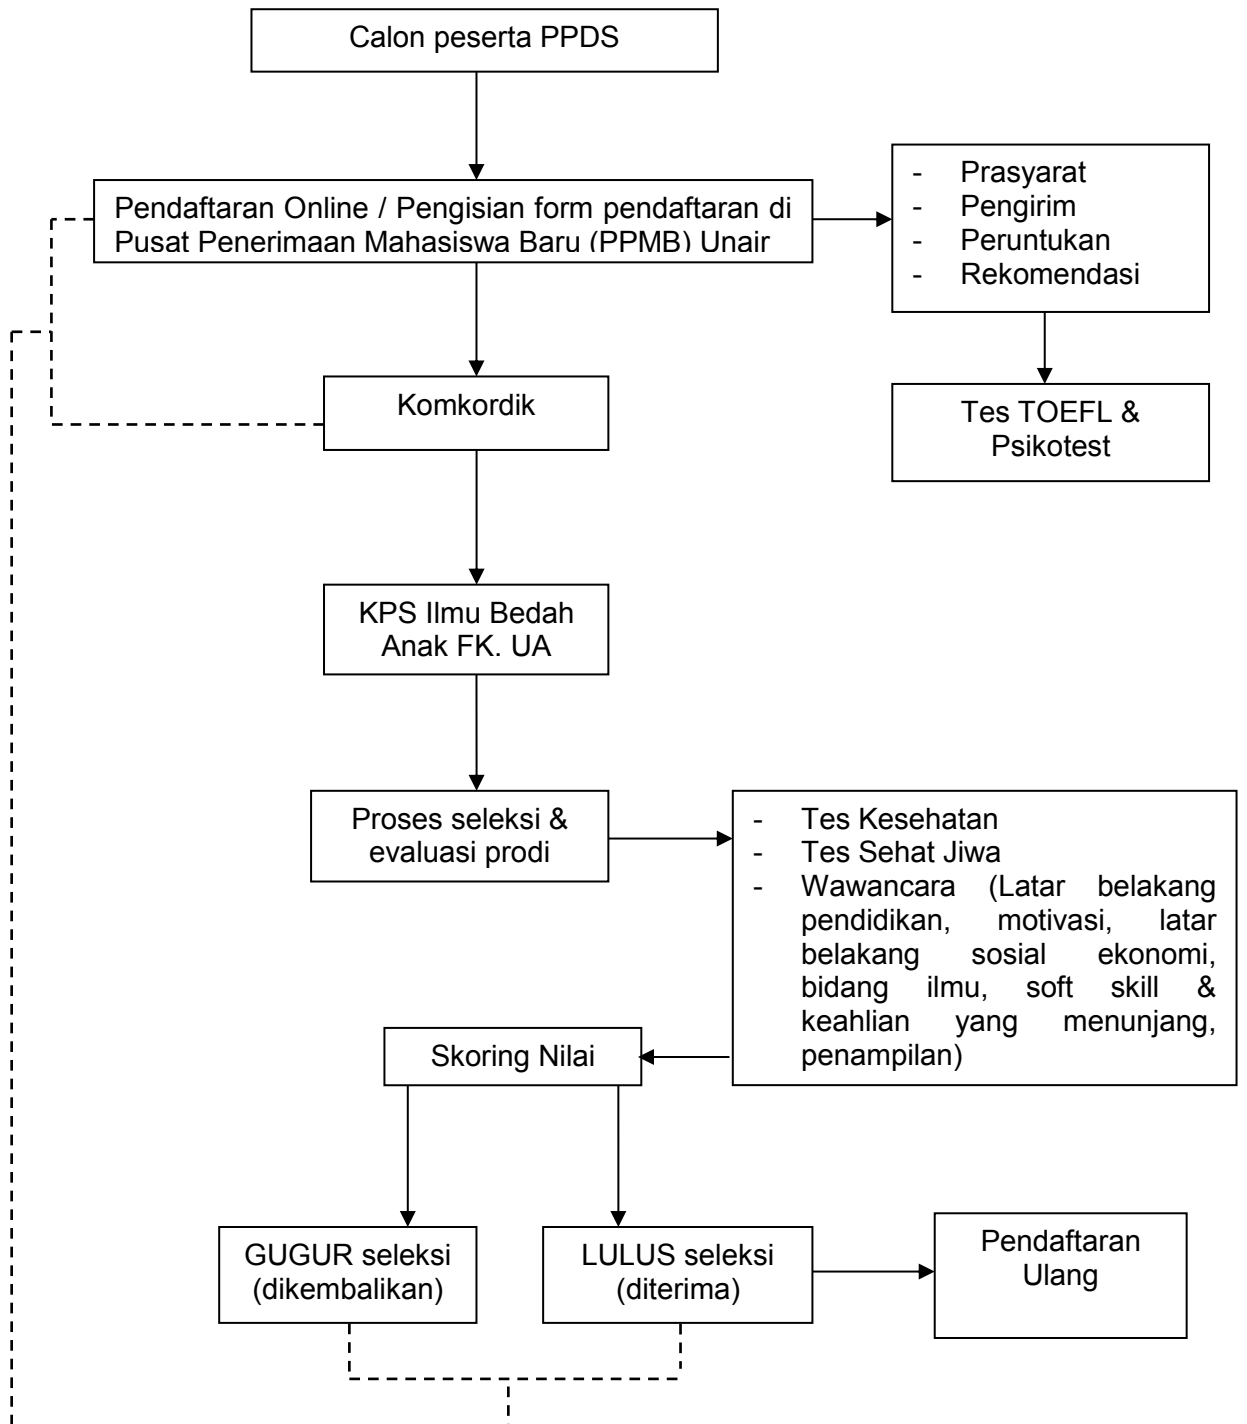 Calon peserta PPDS
Pendaftaran Online / Pengisian form pendaftaran di
Pusat Penerimaan Mahasiswa Baru (PPMB) Unair
- Prasyarat
- Pengirim
- Peruntukan
- Rekomendasi
Komkordik
Tes TOEFL &
Psikotest
KPS Ilmu Bedah
Anak FK. UA
Proses seleksi &
evaluasi prodi
- Tes Kesehatan
- Tes Sehat Jiwa
- Wawancara (Latar belakang
pendidikan, motivasi, latar
belakang sosial ekonomi,
bidang ilmu, soft skill &
keahlian yang menunjang,
penampilan)
Skoring Nilai
GUGUR seleksi
(dikembalikan)
LULUS seleksi
(diterima)
Pendaftaran
Ulang